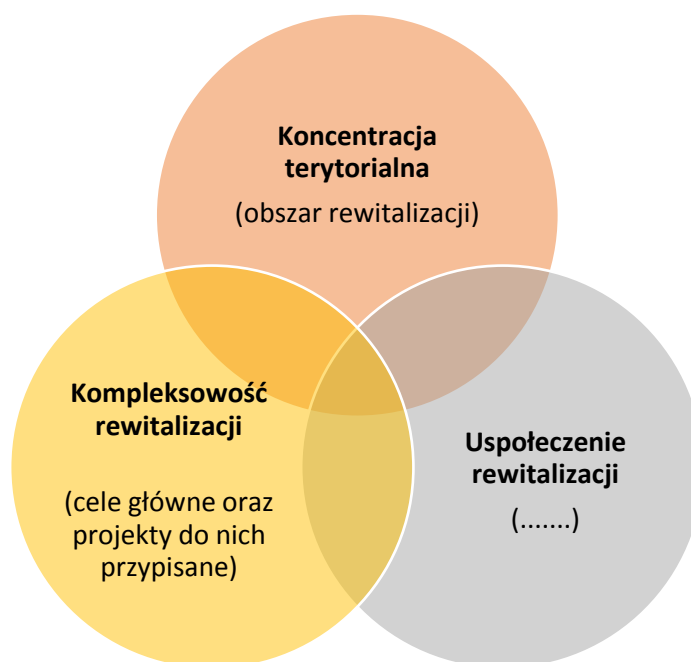 Koncentracja
terytorialna
(obszar rewitalizacji)
Kompleksowość
rewitalizacji
(cele główne oraz
projekty do nich
przypisane)
Uspołeczenie
rewitalizacji
(.......)